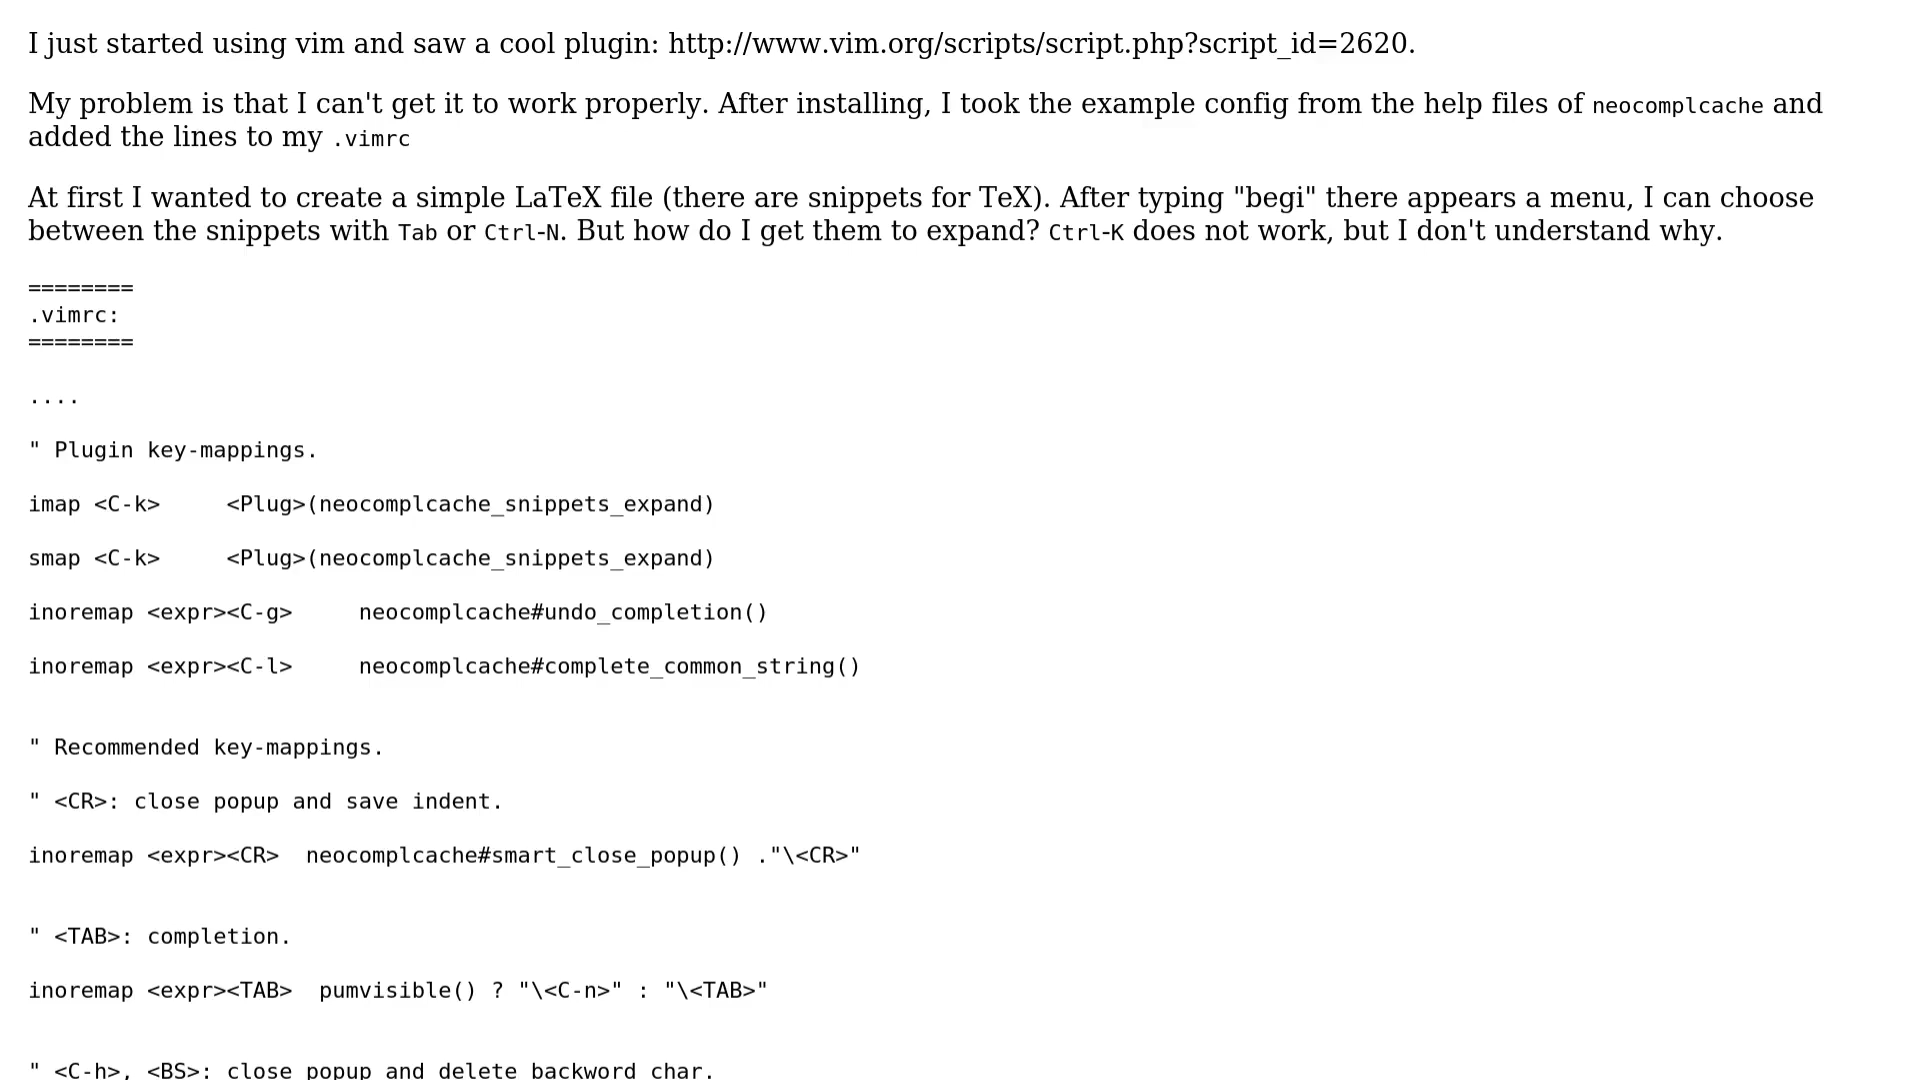 I just started using vim and saw a cool plugin: http://www.vim.org/scripts/script.php?script_id=2620.
My problem is that I can't get it to work properly. After installing, I took the example config from the help files of neocomplcache and
added the lines to my .vimrc
At first I wanted to create a simple LaTeX file (there are snippets for TeX). After typing "begi" there appears a menu, I can choose
between the snippets with Tab or Ctrl-N. But how do I get them to expand? Ctrl-K does not work, but I don't understand why.
========
.vimrc:
========
....
" Plugin key-mappings.
imap <C-k>     <Plug>(neocomplcache_snippets_expand)
smap <C-k>     <Plug>(neocomplcache_snippets_expand)
inoremap <expr><C-g>     neocomplcache#undo_completion()
inoremap <expr><C-l>     neocomplcache#complete_common_string()
" Recommended key-mappings.
" <CR>: close popup and save indent.
inoremap <expr><CR>  neocomplcache#smart_close_popup() ."\<CR>"
" <TAB>: completion.
inoremap <expr><TAB>  pumvisible() ? "\<C-n>" : "\<TAB>"
" <C-h>, <BS>: close popup and delete backword char.